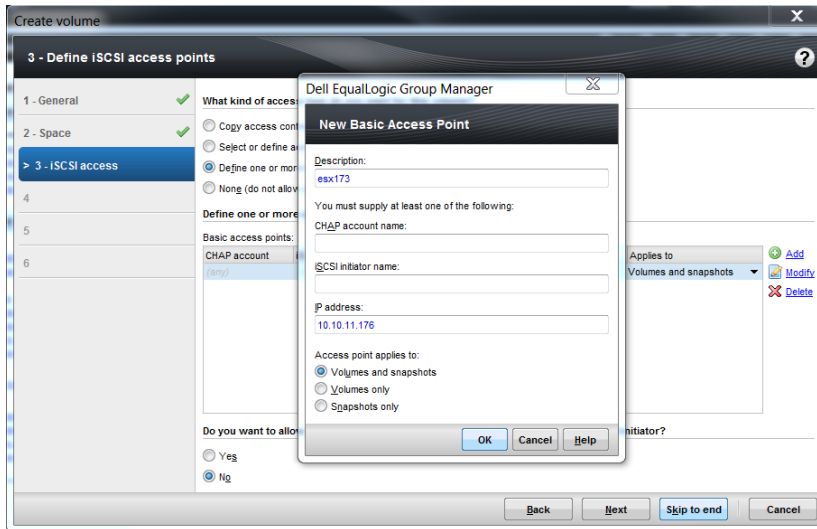 Create volume
3 - Define iSCSI access points
1 - General
2 - Space
> 3 - iSCSI access
4
5
6
What kind of access
Copy access cont
Select or define a
Define one or mor
None (do not allow
Define one or more
Basic access points:
CHAP account
(any)
Applies to
Volumes and snapshots
Add
Modify
Delete
Do you want to allow
nitiator?
Yes
No
Back Next Skip to end Cancel
Dell EqualLogic Group Manager
New Basic Access Point
Description:
esx173
You must supply at least one of the following:
CHAP account name:
iSCSI initiator name:
IP address:
10.10.11.176
Access point applies to:
Volumes and snapshots
Volumes only
Snapshots only
OK Cancel Help